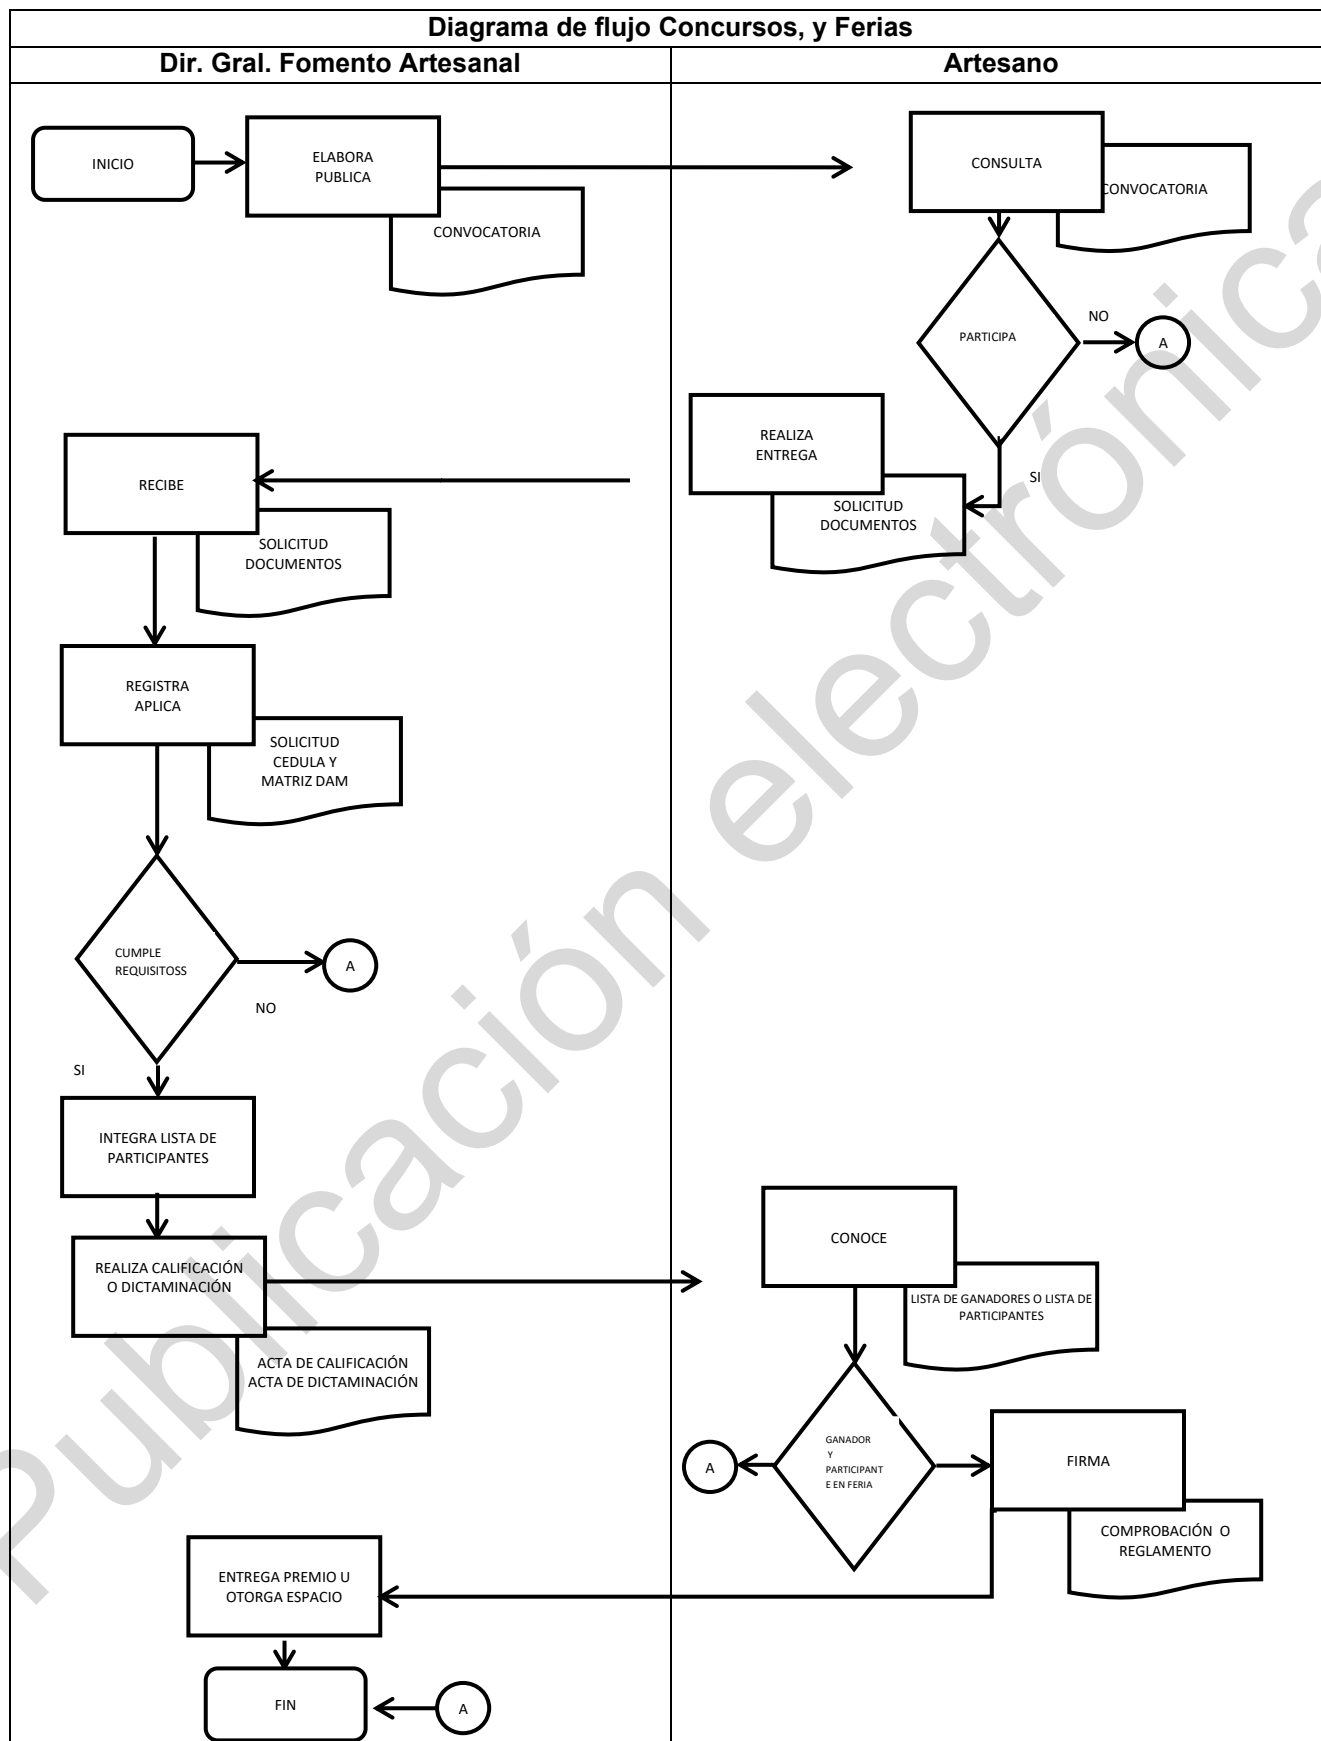 Diagrama de flujo Concursos, y Ferias
Dir. Gral. Fomento Artesanal
Artesano
INICIO
ELABORA
PUBLICA
CONVOCATORIA
CONSULTA
CONVOCATORIA
PARTICIPA
NO
A
SI
REALIZA
ENTREGA
SOLICITUD
DOCUMENTOS
RECIBE
SOLICITUD
DOCUMENTOS
REGISTRA
APLICA
SOLICITUD
CEDULA Y
MATRIZ DAM
CUMPLE
REQUISITOSS
A
NO
SI
INTEGRA LISTA DE
PARTICIPANTES
REALIZA CALIFICACIÓN
O DICTAMINACIÓN
ACTA DE CALIFICACIÓN
ACTA DE DICTAMINACIÓN
CONOCE
LISTA DE GANADORES O LISTA DE
PARTICIPANTES
GANADOR
Y
PARTICIPANT
E EN FERIA
A
FIRMA
COMPROBACIÓN O
REGLAMENTO
ENTREGA PREMIO U
OTORGA ESPACIO
FIN
A
Publicación electrónica